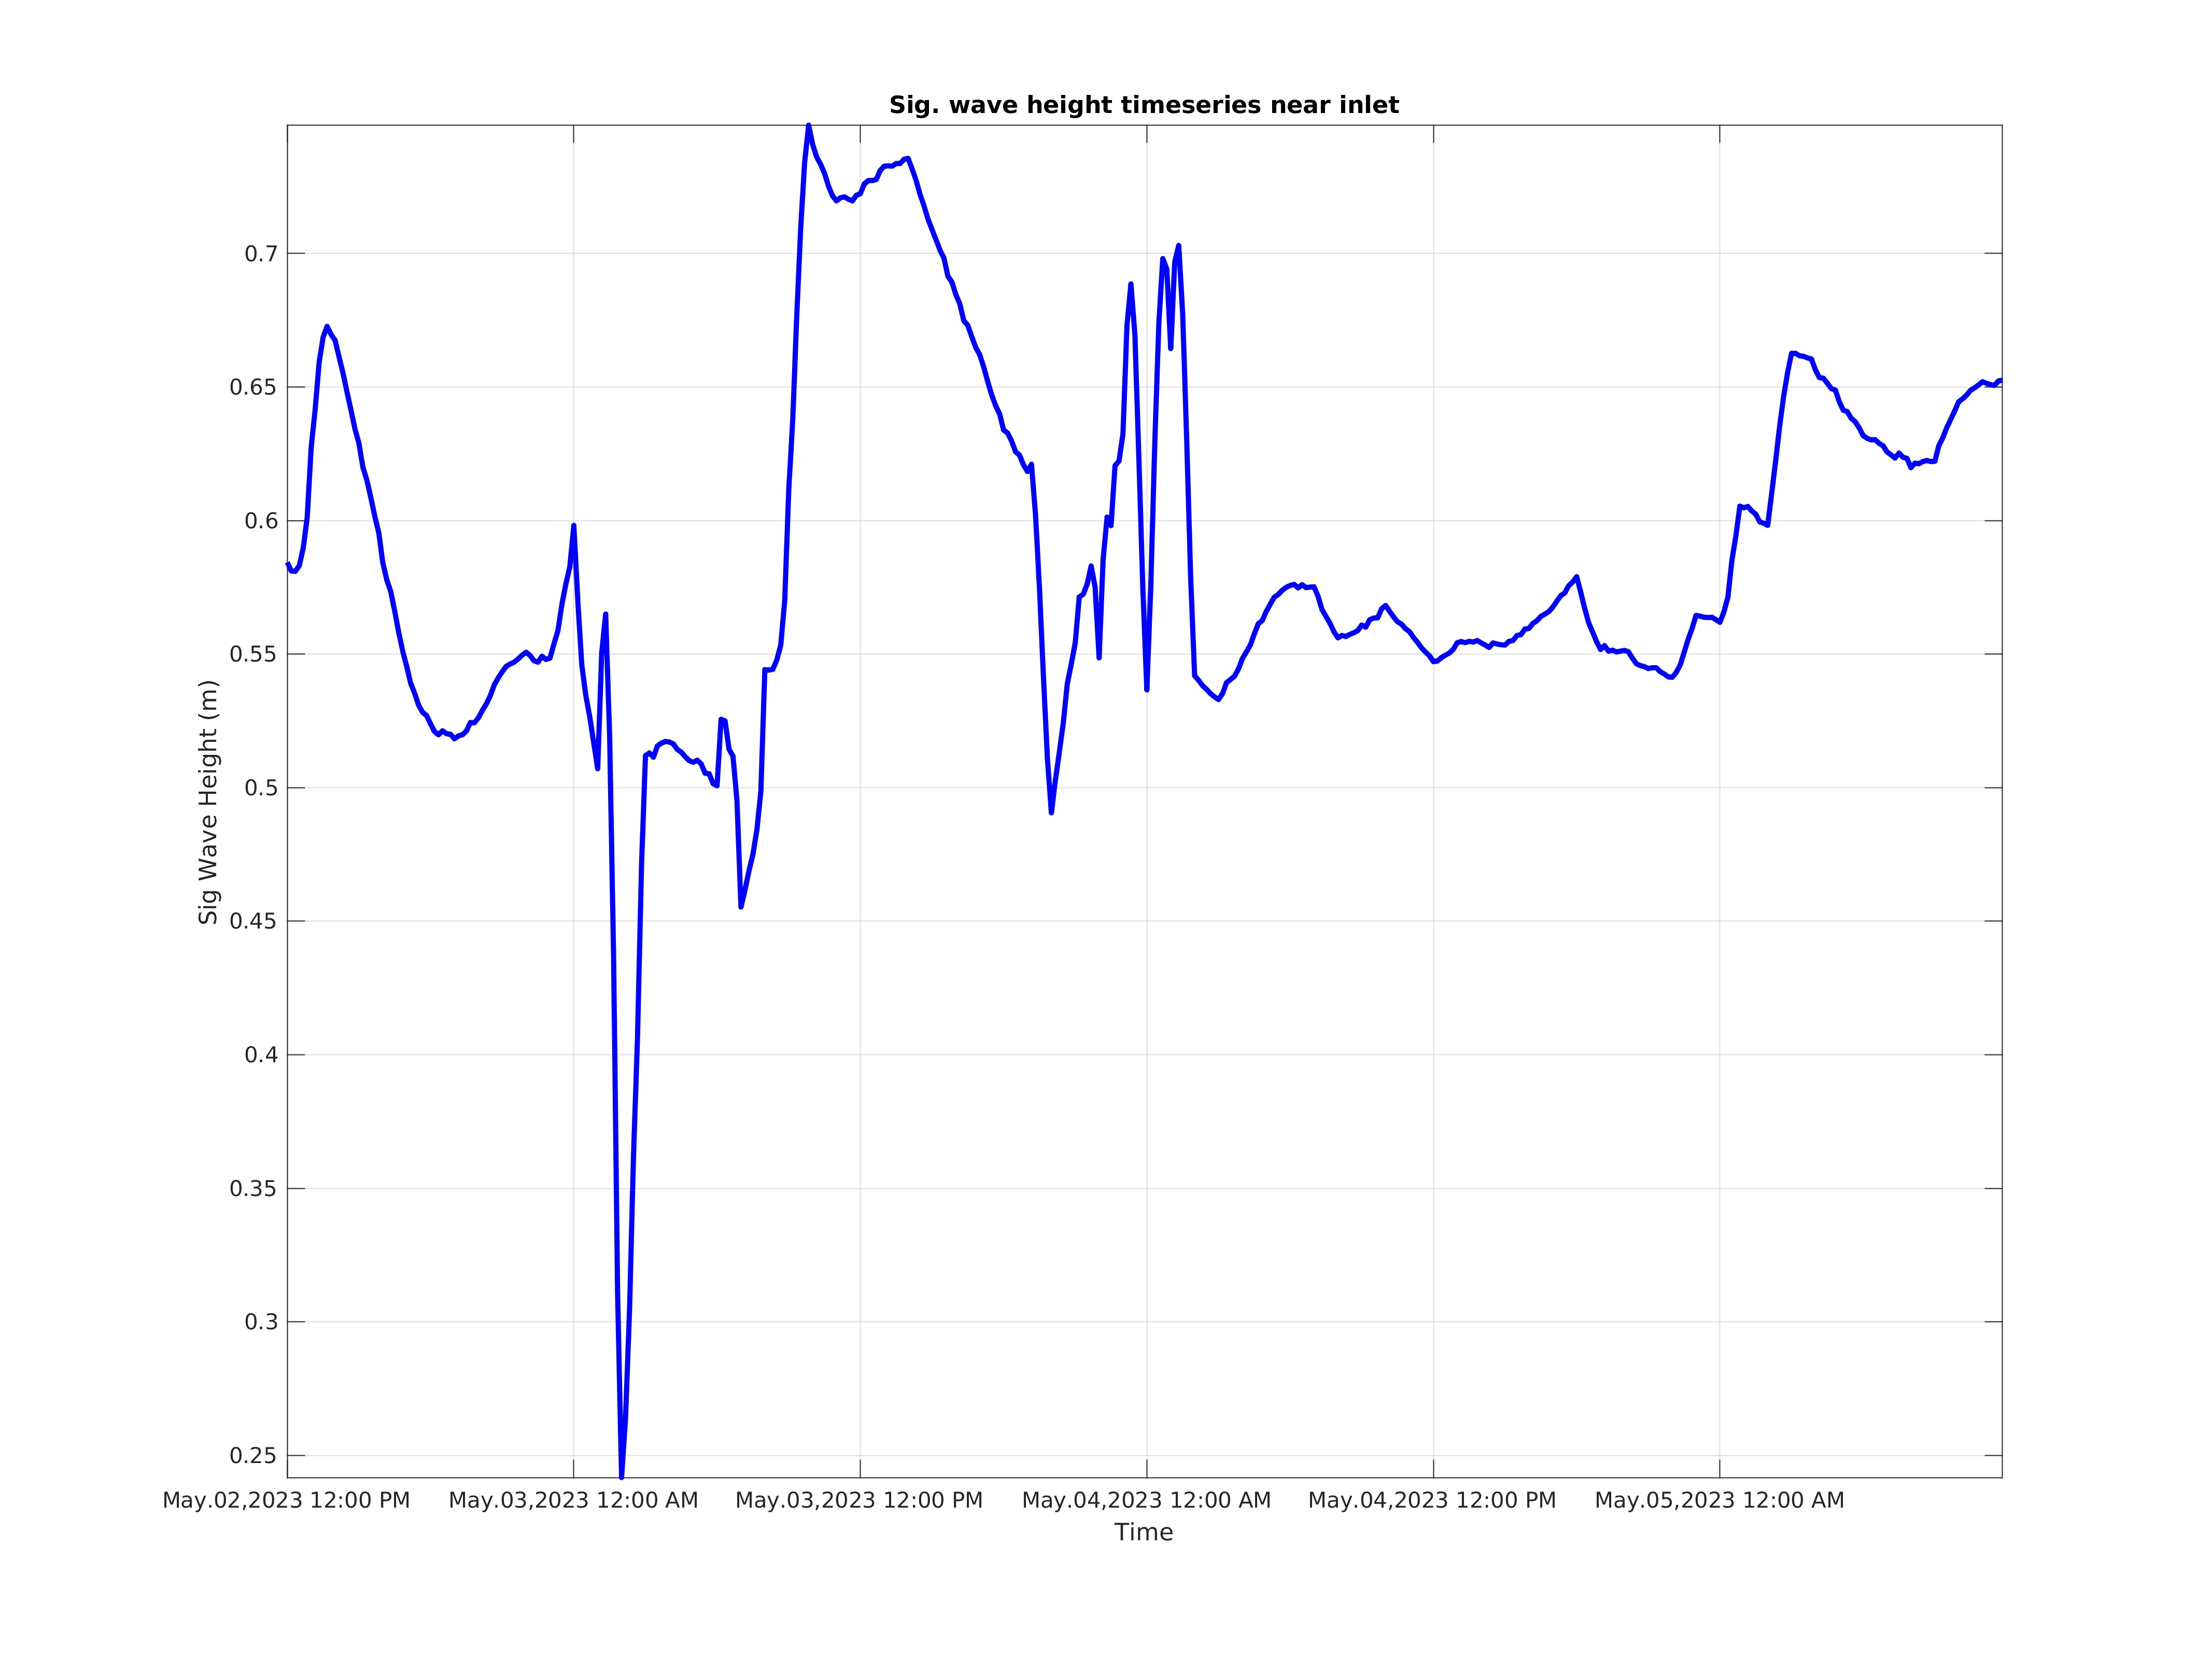 Sig. wave height timeseries near inlet
Sig Wave Height (m)
0.7
0.65
0.6
0.55
0.5
0.45
0.4
0.35
0.3
0.25
May.02,2023 12:00 PM
May.03,2023 12:00 AM
May.03,2023 12:00 PM
May.04,2023 12:00 AM
May.04,2023 12:00 PM
May.05,2023 12:00 AM
Time